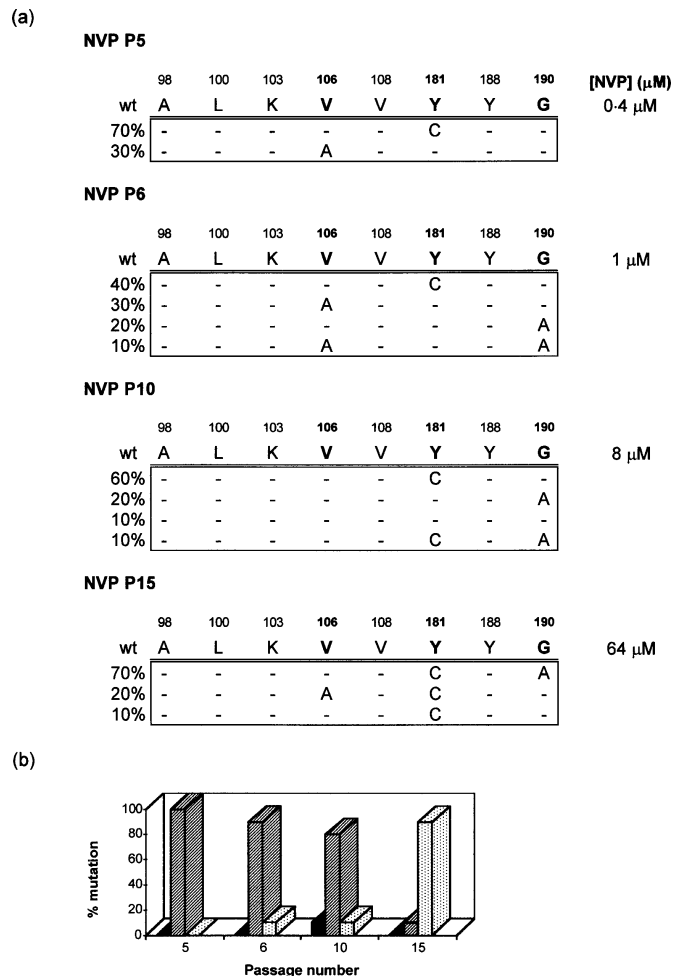 (a)
NVP P5
98 100 103 106 108 181 188 190 [NVP] (μM)
wt A L K V V Y Y G 0·4 μM
70% - - - - - C - -
30% - - - A - - - -
NVP P6
98 100 103 106 108 181 188 190
wt A L K V V Y Y G 1 μM
40% - - - - - C - -
30% - - - A - - - -
20% - - - - - - - A
10% - - - A - - - A
NVP P10
98 100 103 106 108 181 188 190
wt A L K V V Y Y G 8 μM
60% - - - - - C - -
20% - - - - - - - A
10% - - - - - - - -
10% - - - - - C - A
NVP P15
98 100 103 106 108 181 188 190
wt A L K V V Y Y G 64 μM
70% - - - - - C - A
20% - - - A - C - -
10% - - - - - C - -
(b)
% mutation
100
80
60
40
20
0
5 6 10 15
Passage number